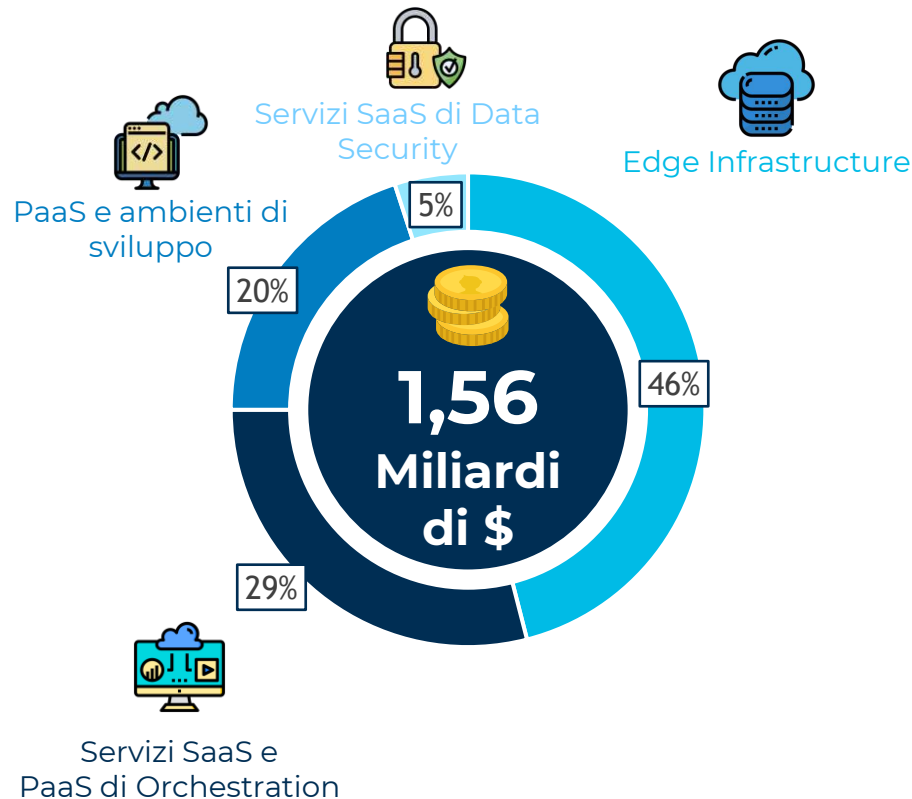 Servizi SaaS di Data
Security
Edge Infrastructure
PaaS e ambienti di
sviluppo
5%
20%
46%
1,56
Miliardi
di $
29%
</>
Servizi SaaS e
PaaS di Orchestration